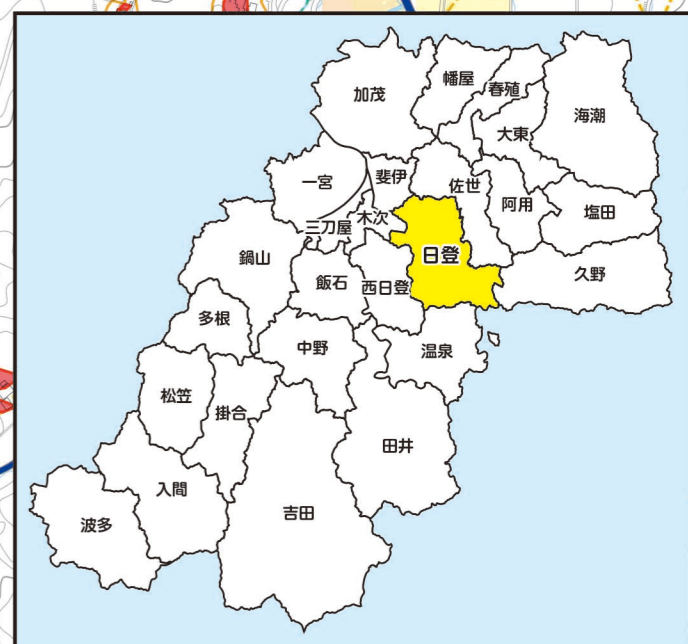 加茂
幡屋
春殖
海潮
大東
一宮
斐伊
佐世
阿用
塩田
木次
三刀屋
日登
久野
鍋山
飯石
西日登
多根
中野
温泉
松笠
掛合
田井
入間
吉田
波多